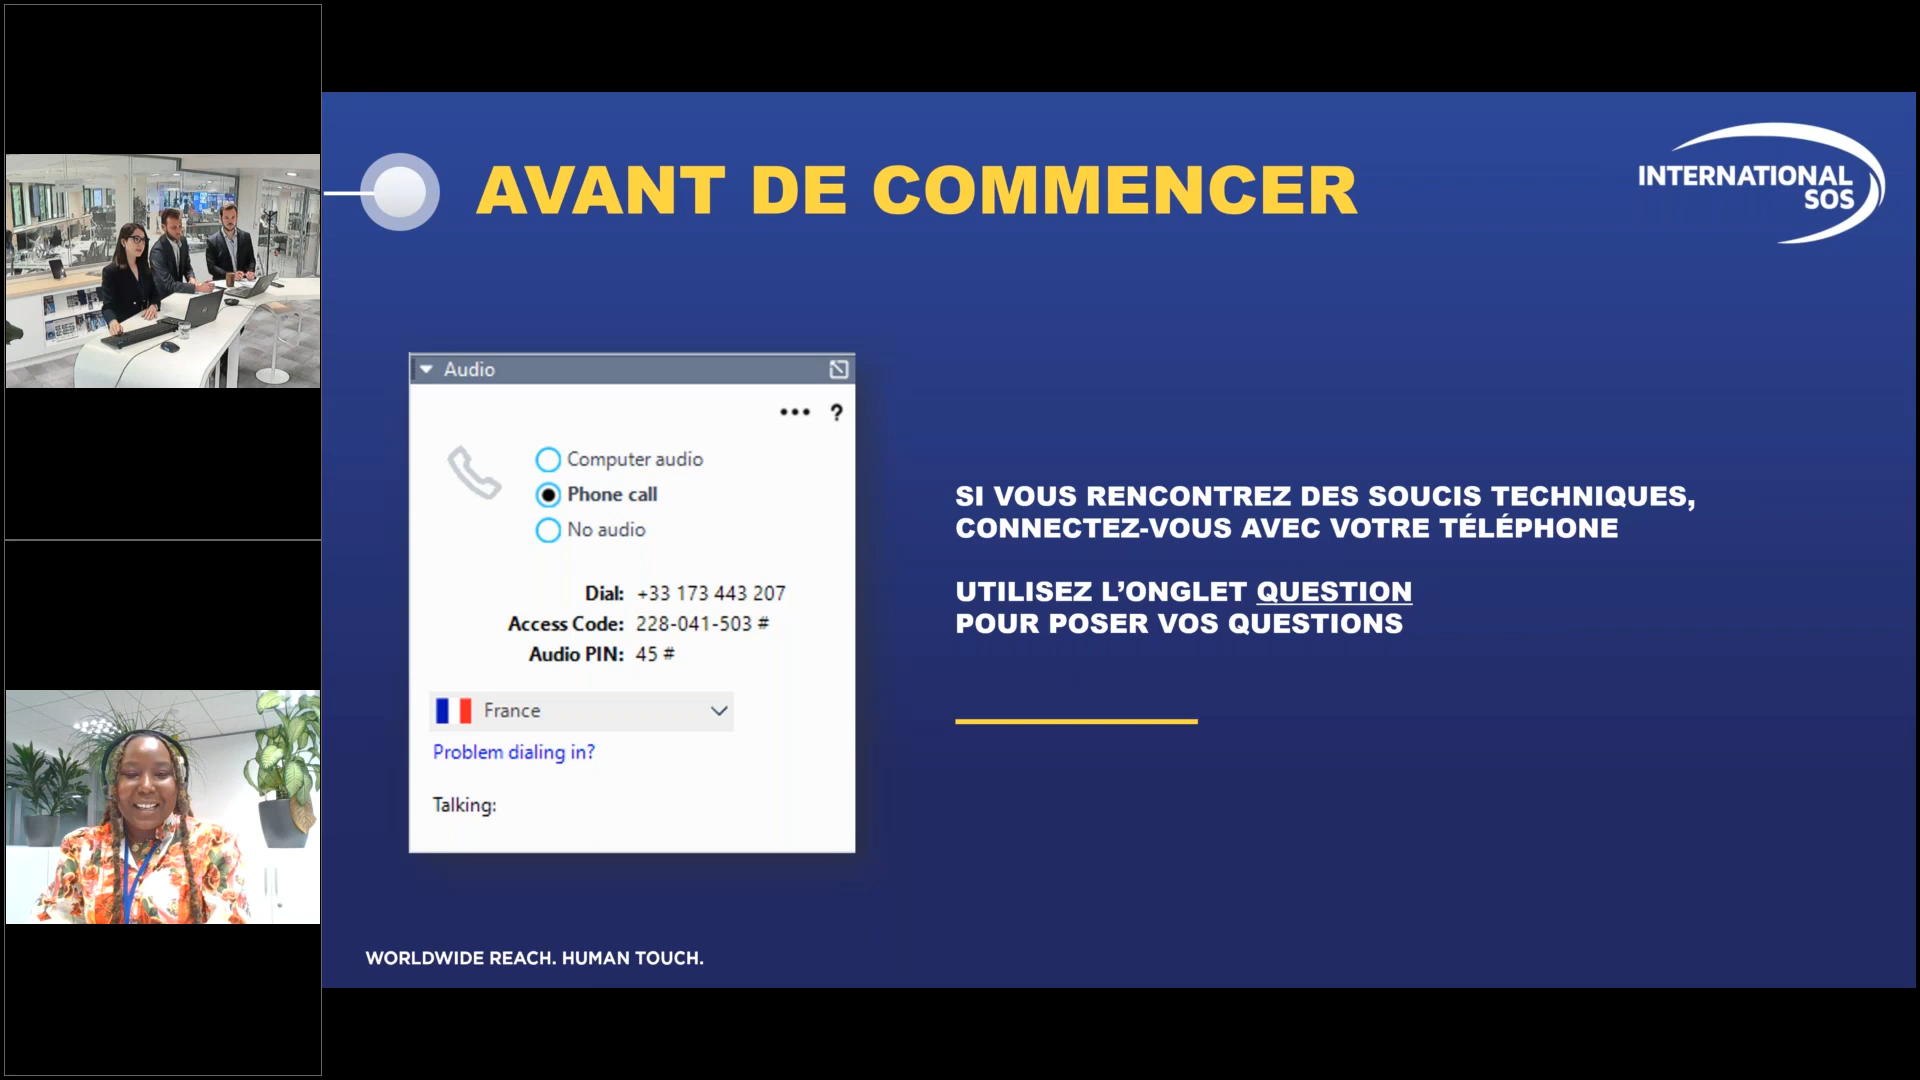 AVANT DE COMMENCER
INTERNATIONAL
SOS
Audio
••• ?
Computer audio
Phone call
No audio
Dial: +33 173 443 207
Access Code: 228-041-503 #
Audio PIN: 45 #
France
Problem dialing in?
Talking:
SI VOUS RENCONTREZ DES SOUCIS TECHNIQUES,
CONNECTEZ-VOUS AVEC VOTRE TÉLÉPHONE
UTILISEZ L’ONGLET QUESTION
POUR POSER VOS QUESTIONS
WORLDWIDE REACH. HUMAN TOUCH.